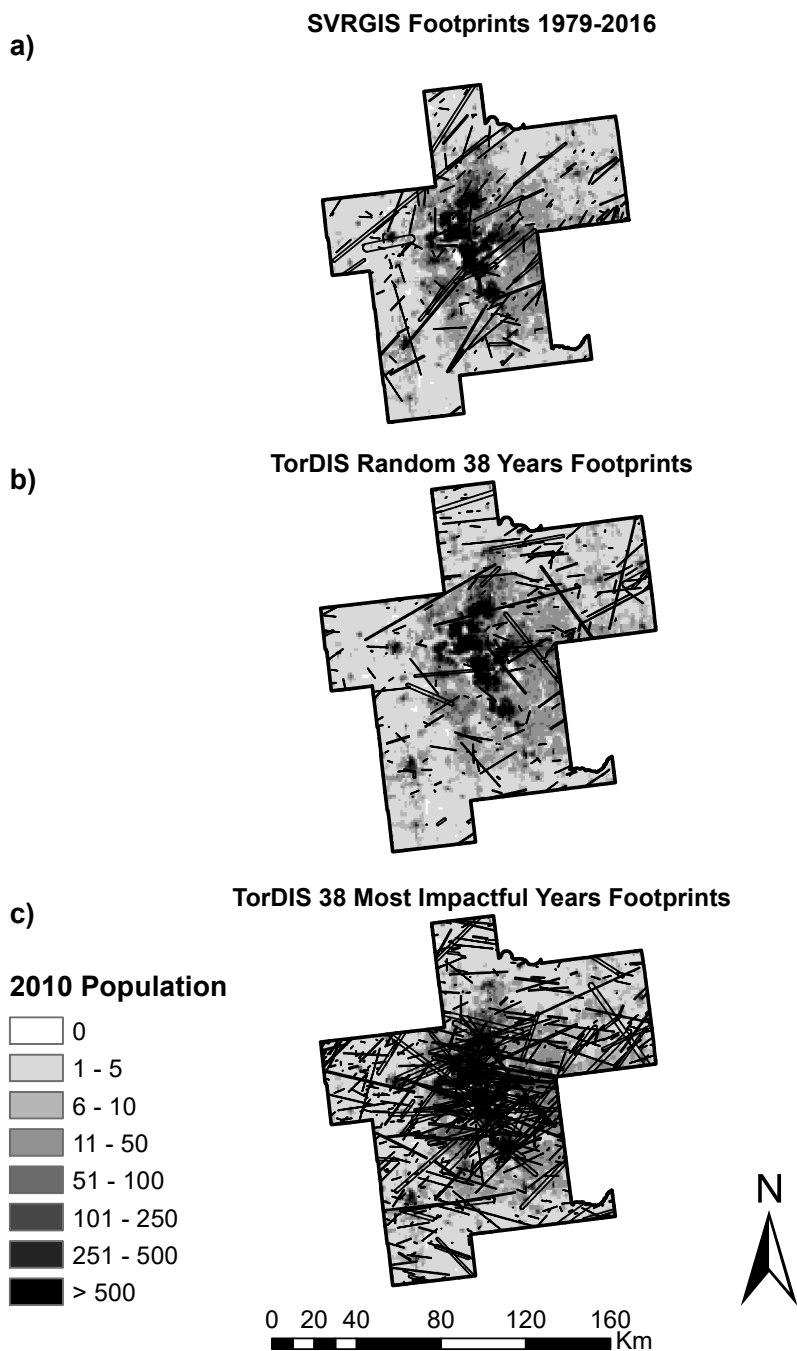 SVRGIS Footprints 1979-2016
a)
TorDIS Random 38 Years Footprints
b)
TorDIS 38 Most Impactful Years Footprints
c)
2010 Population
0
1 - 5
6 - 10
11 - 50
51 - 100
101 - 250
251 - 500
> 500
N
0 20 40 80 120 160
Km